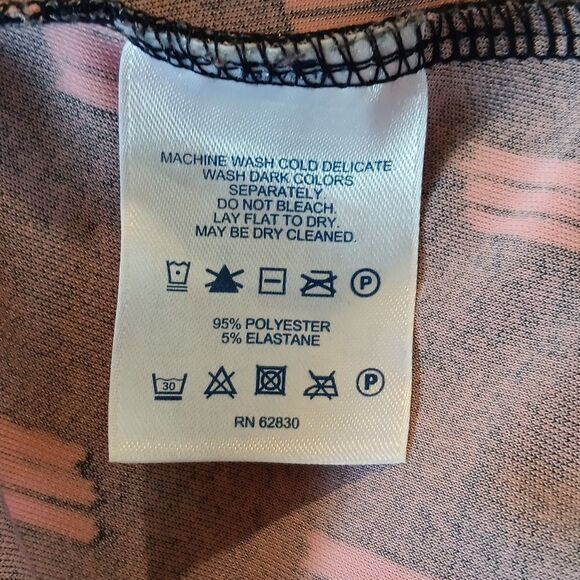 MACHINE WASH COLD DELICATE
WASH DARK COLORS
SEPARATELY.
DO NOT BLEACH.
LAY FLAT TO DRY.
MAY BE DRY CLEANED.
P
95% POLYESTER
5% ELASTANE
30 P
RN 62830